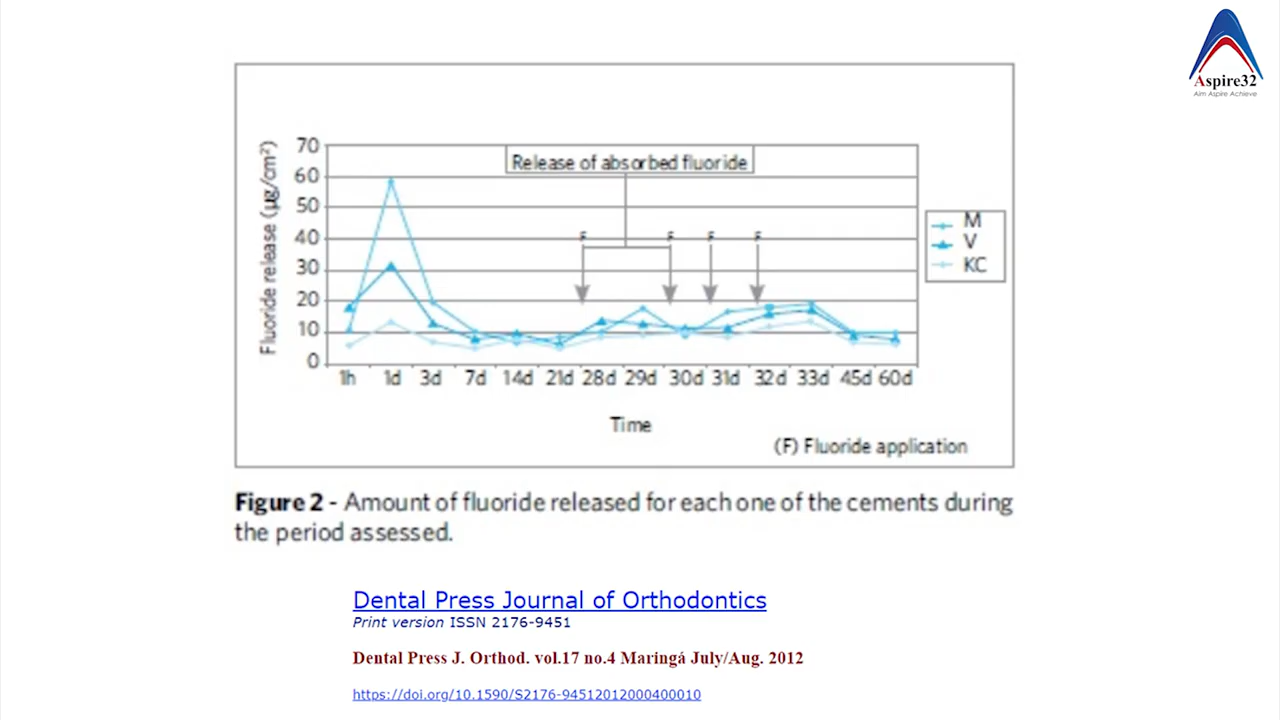 Aspire32
Aim Aspire Achieve
Fluoride release (µg/cm²)
70
60
50
40
30
20
10
0
Release of absorbed fluoride
F F F F
M
V
KC
1h 1d 3d 7d 14d 21d 28d 29d 30d 31d 32d 33d 45d 60d
Time
(F) Fluoride application
Figure 2 - Amount of fluoride released for each one of the cements during
the period assessed.
Dental Press Journal of Orthodontics
Print version ISSN 2176-9451
Dental Press J. Orthod. vol.17 no.4 Maringá July/Aug. 2012
https://doi.org/10.1590/S2176-94512012000400010